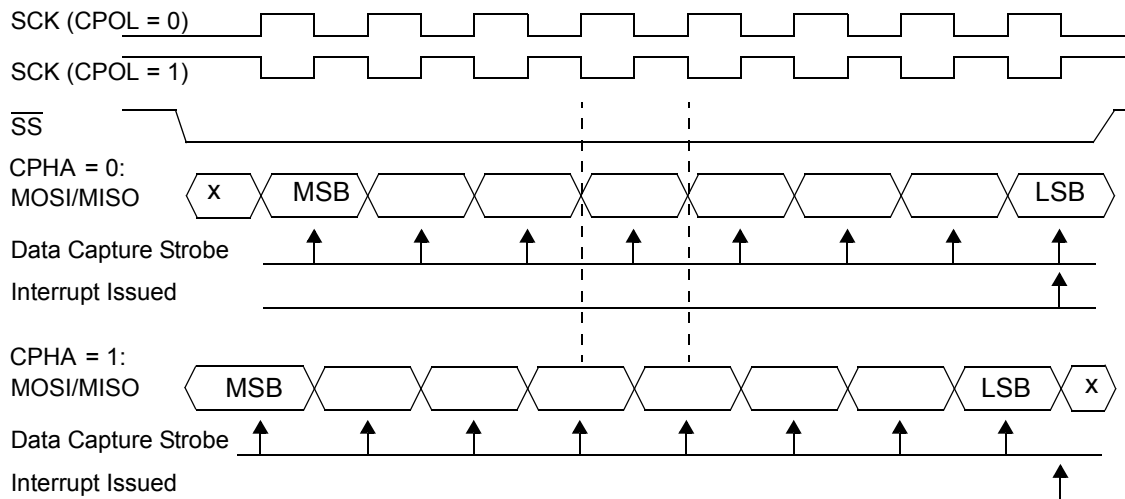 SCK (CPOL = 0)
SCK (CPOL = 1)
SS
CPHA = 0:
MOSI/MISO
x MSB LSB
Data Capture Strobe
Interrupt Issued
CPHA = 1:
MOSI/MISO
MSB LSB x
Data Capture Strobe
Interrupt Issued